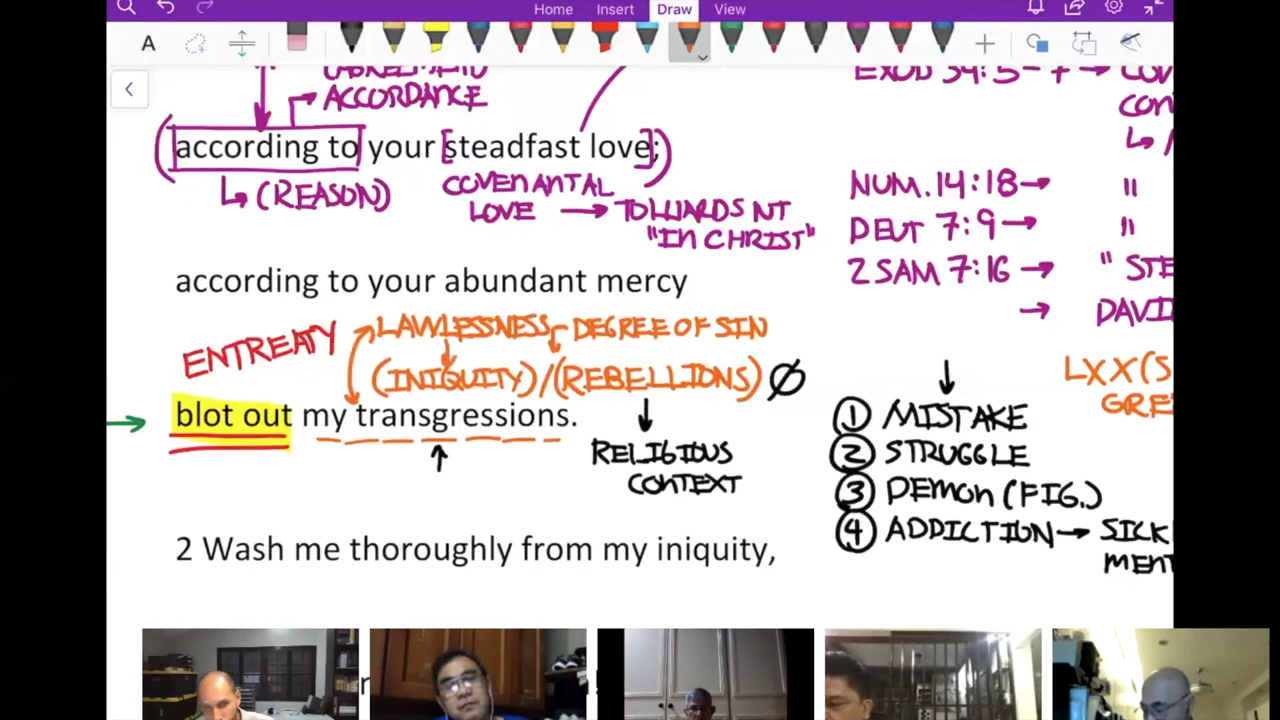 Home Insert Draw View
A
ACCORDANCE
EXOD 34:5-7 →
(according to your [steadfast love;])
↳ (REASON)
COVENANTAL
LOVE → TOWARDS NT
"IN CHRIST"
NUM. 14:18 → "
DEUT 7:9 → "
2 SAM 7:16 → " STE
→ DAVID
according to your abundant mercy
ENTREATY
LAWLESSNESS DEGREE OF SIN
(INIQUITY)/(REBELLIONS) Ø
LXX (S
GRE
→ blot out my transgressions.
RELIGIOUS
CONTEXT
① MISTAKE
② STRUGGLE
③ DEMON (FIG.)
④ ADDICTION → SICK
MENT
2 Wash me thoroughly from my iniquity,